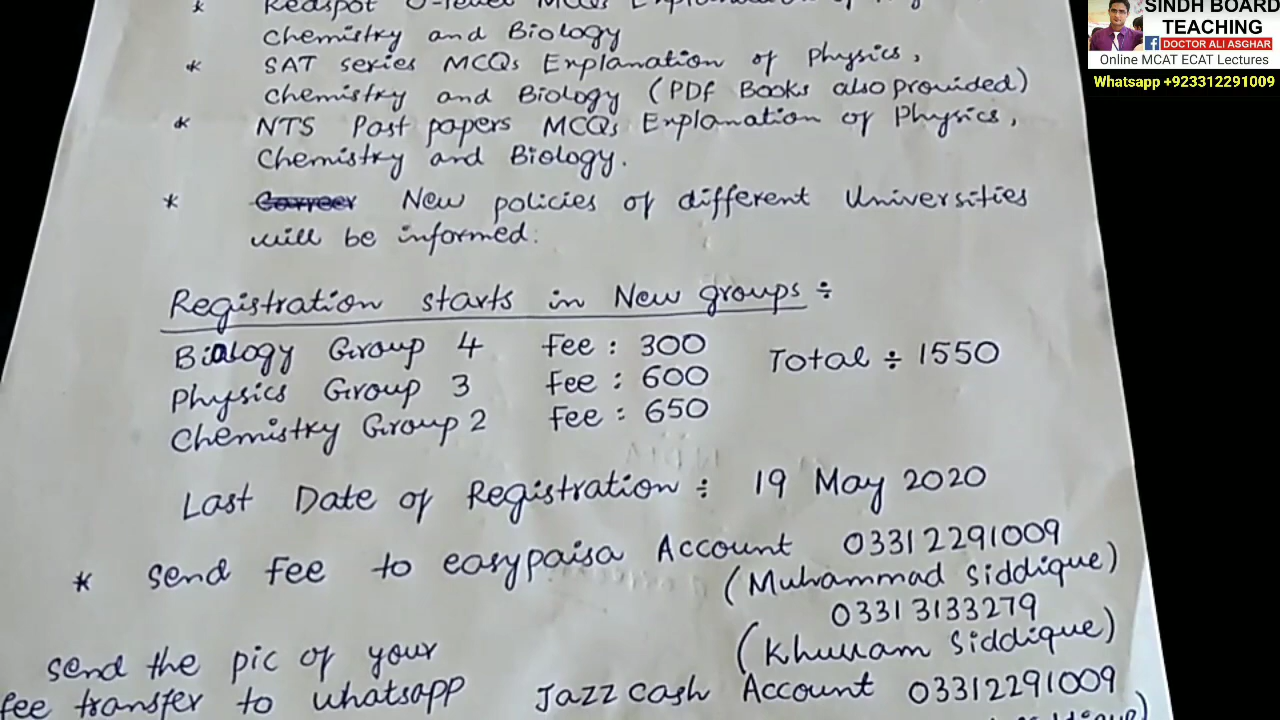 * Redspot O-level MCQs Explanation of
Chemistry and Biology
* SAT series MCQs Explanation of Physics,
Chemistry and Biology (PDF Books also provided)
* NTS Past papers MCQs Explanation of Physics,
Chemistry and Biology.
* New policies of different Universities
will be informed.
Registration starts in New groups ÷
Biology Group 4 Fee : 300
Physics Group 3 Fee : 600
Chemistry Group 2 Fee : 650
Total ÷ 1550
Last Date of Registration ÷ 19 May 2020
* Send Fee to easypaisa Account 03312291009
(Muhammad Siddique)
03313133279
(Khurram Siddique)
Send the pic of your
fee transfer to whatsapp
Jazz cash Account 03312291009
SINDH BOARD
TEACHING
f DOCTOR ALI ASGHAR
Online MCAT ECAT Lectures
Whatsapp +923312291009